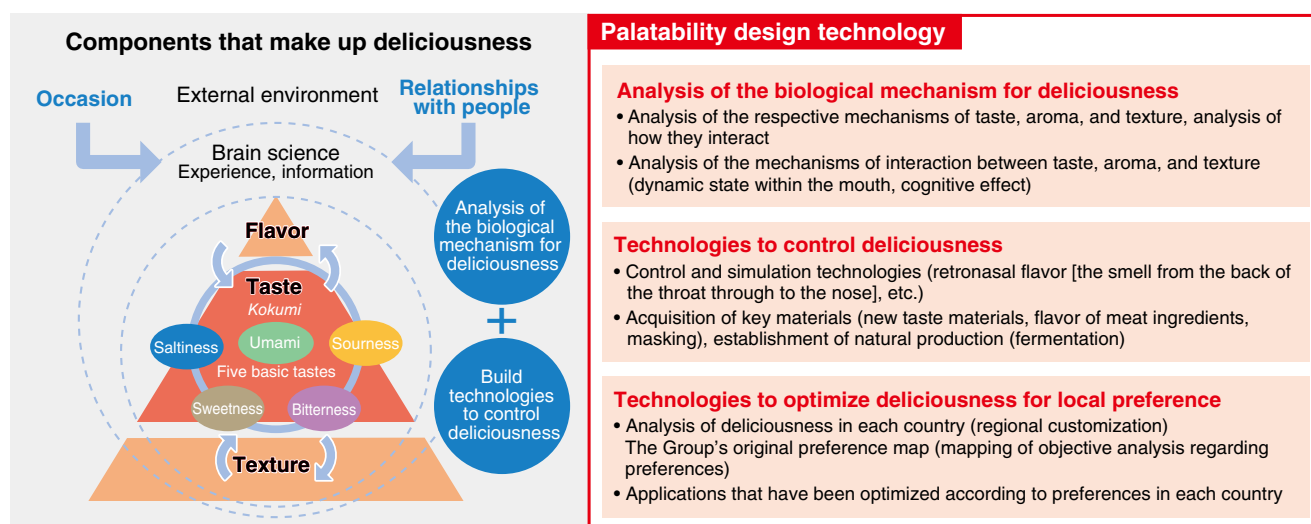 Components that make up deliciousness
Occasion
External environment
Relationships
with people
Brain science
Experience, information
Flavor
Taste
Kokumi
Saltiness
Umami
Sourness
Five basic tastes
Sweetness
Bitterness
Texture
Analysis of
the biological
mechanism for
deliciousness
+
Build
technologies
to control
deliciousness
Palatability design technology
Analysis of the biological mechanism for deliciousness
• Analysis of the respective mechanisms of taste, aroma, and texture, analysis of
how they interact
• Analysis of the mechanisms of interaction between taste, aroma, and texture
(dynamic state within the mouth, cognitive effect)
Technologies to control deliciousness
• Control and simulation technologies (retronasal flavor [the smell from the back of
the throat through to the nose], etc.)
• Acquisition of key materials (new taste materials, flavor of meat ingredients,
masking), establishment of natural production (fermentation)
Technologies to optimize deliciousness for local preference
• Analysis of deliciousness in each country (regional customization)
The Group's original preference map (mapping of objective analysis regarding
preferences)
• Applications that have been optimized according to preferences in each country